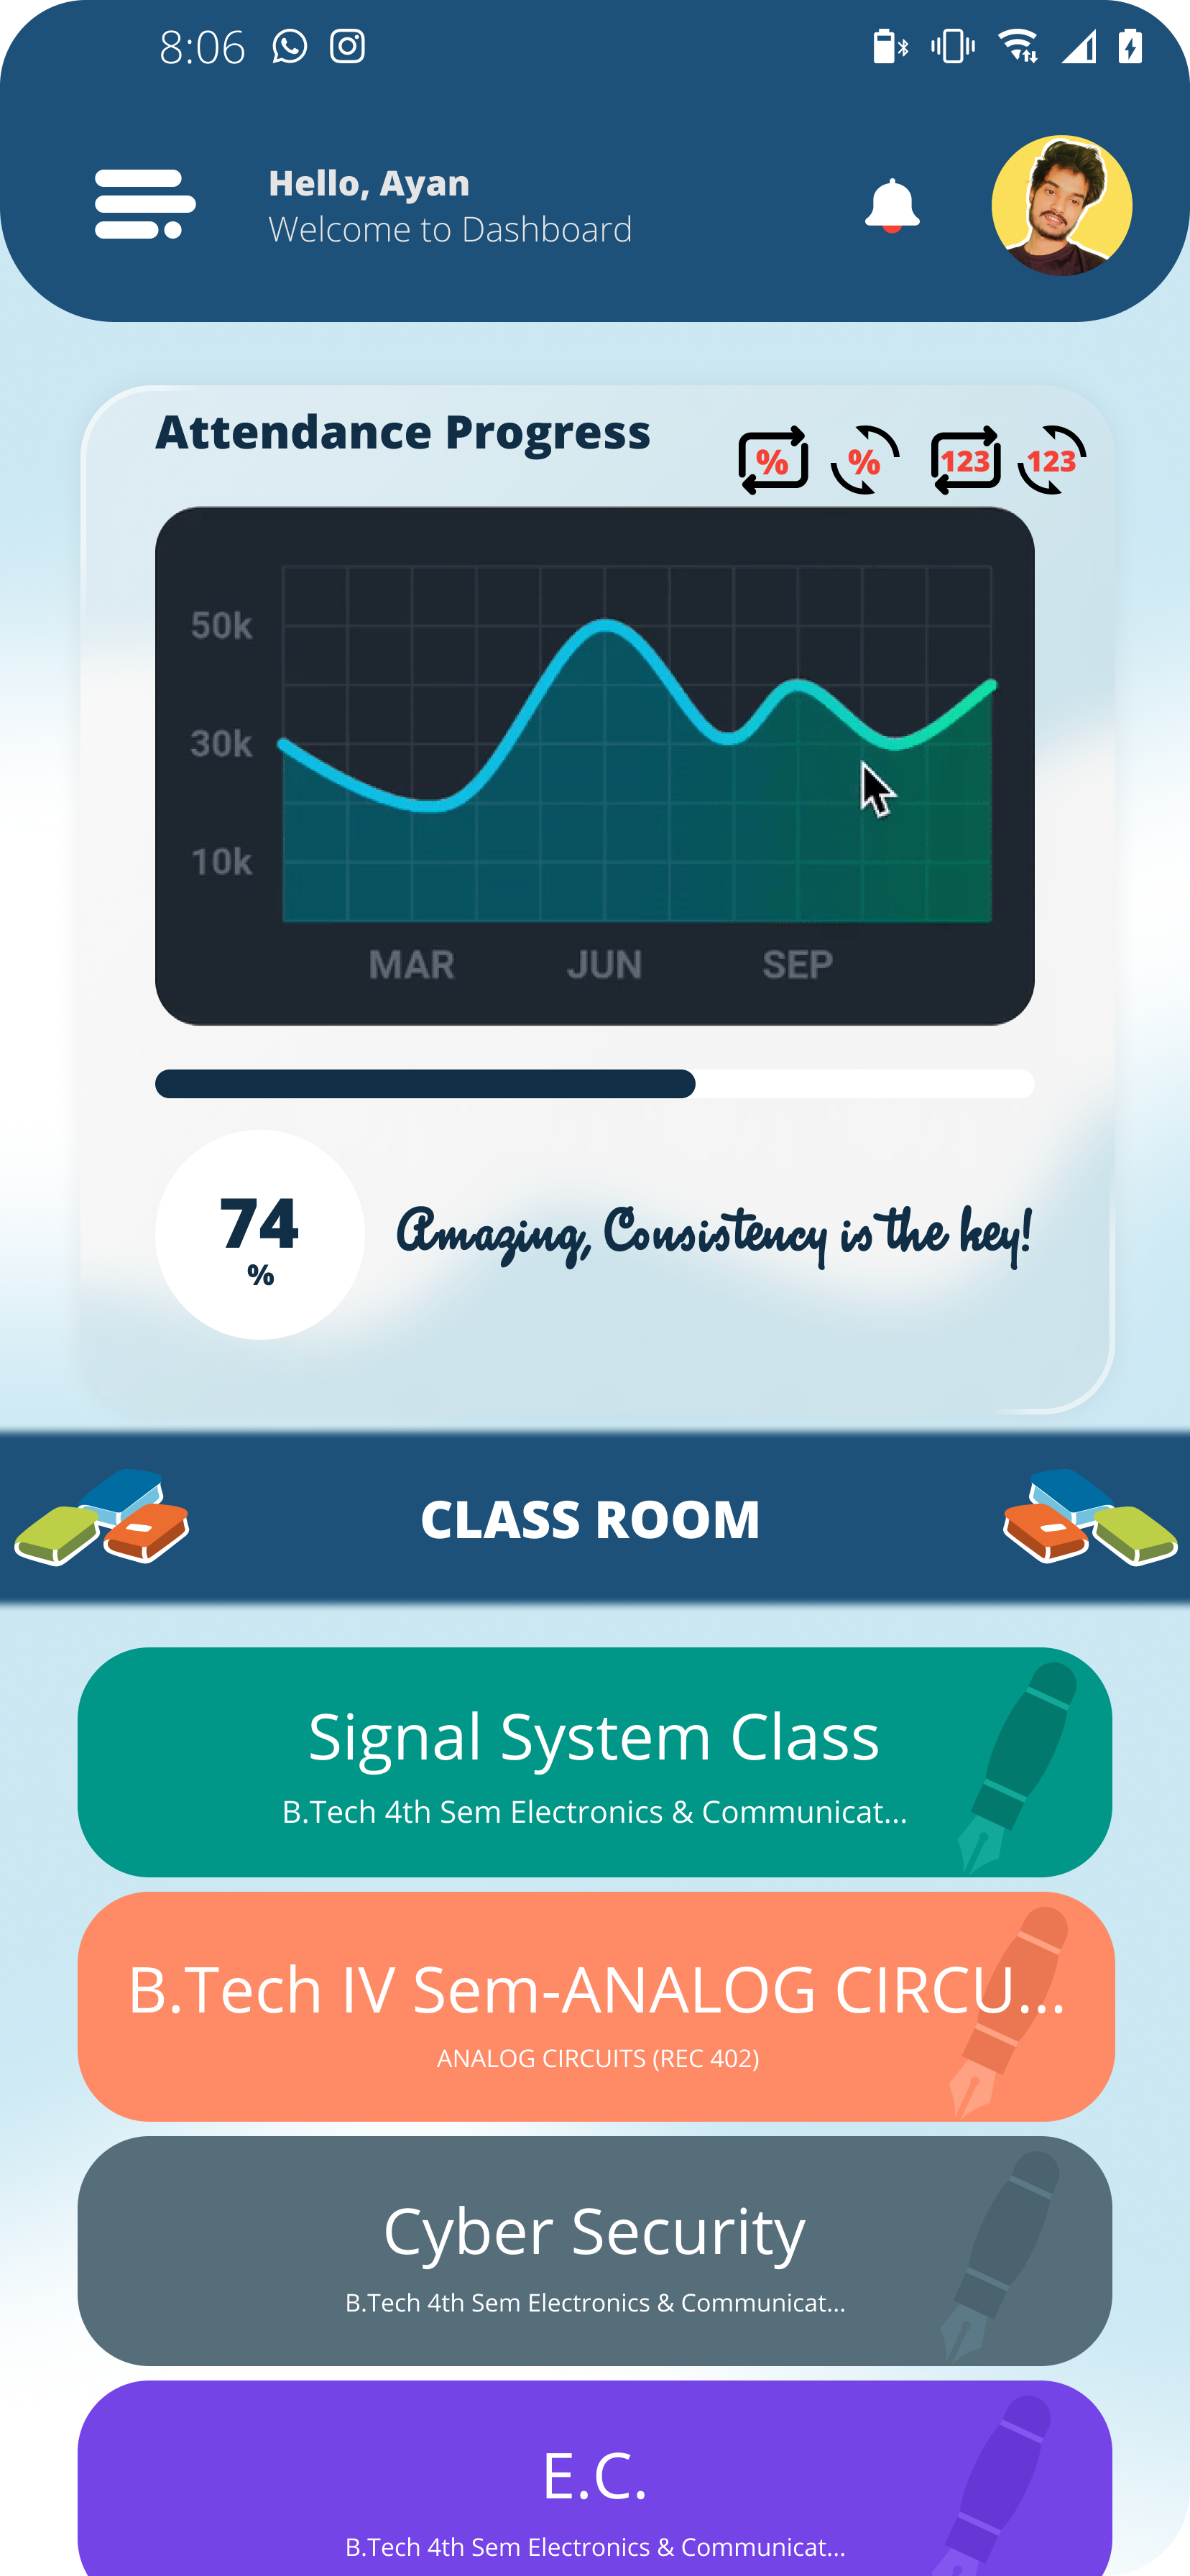 8:06
Hello, Ayan
Welcome to Dashboard
Attendance Progress
% % 123 123
50k
30k
10k
MAR JUN SEP
74
%
Amazing, Consistency is the key!
CLASS ROOM
Signal System Class
B.Tech 4th Sem Electronics & Communicat...
B.Tech IV Sem-ANALOG CIRCU...
ANALOG CIRCUITS (REC 402)
Cyber Security
B.Tech 4th Sem Electronics & Communicat...
E.C.
B.Tech 4th Sem Electronics & Communicat...